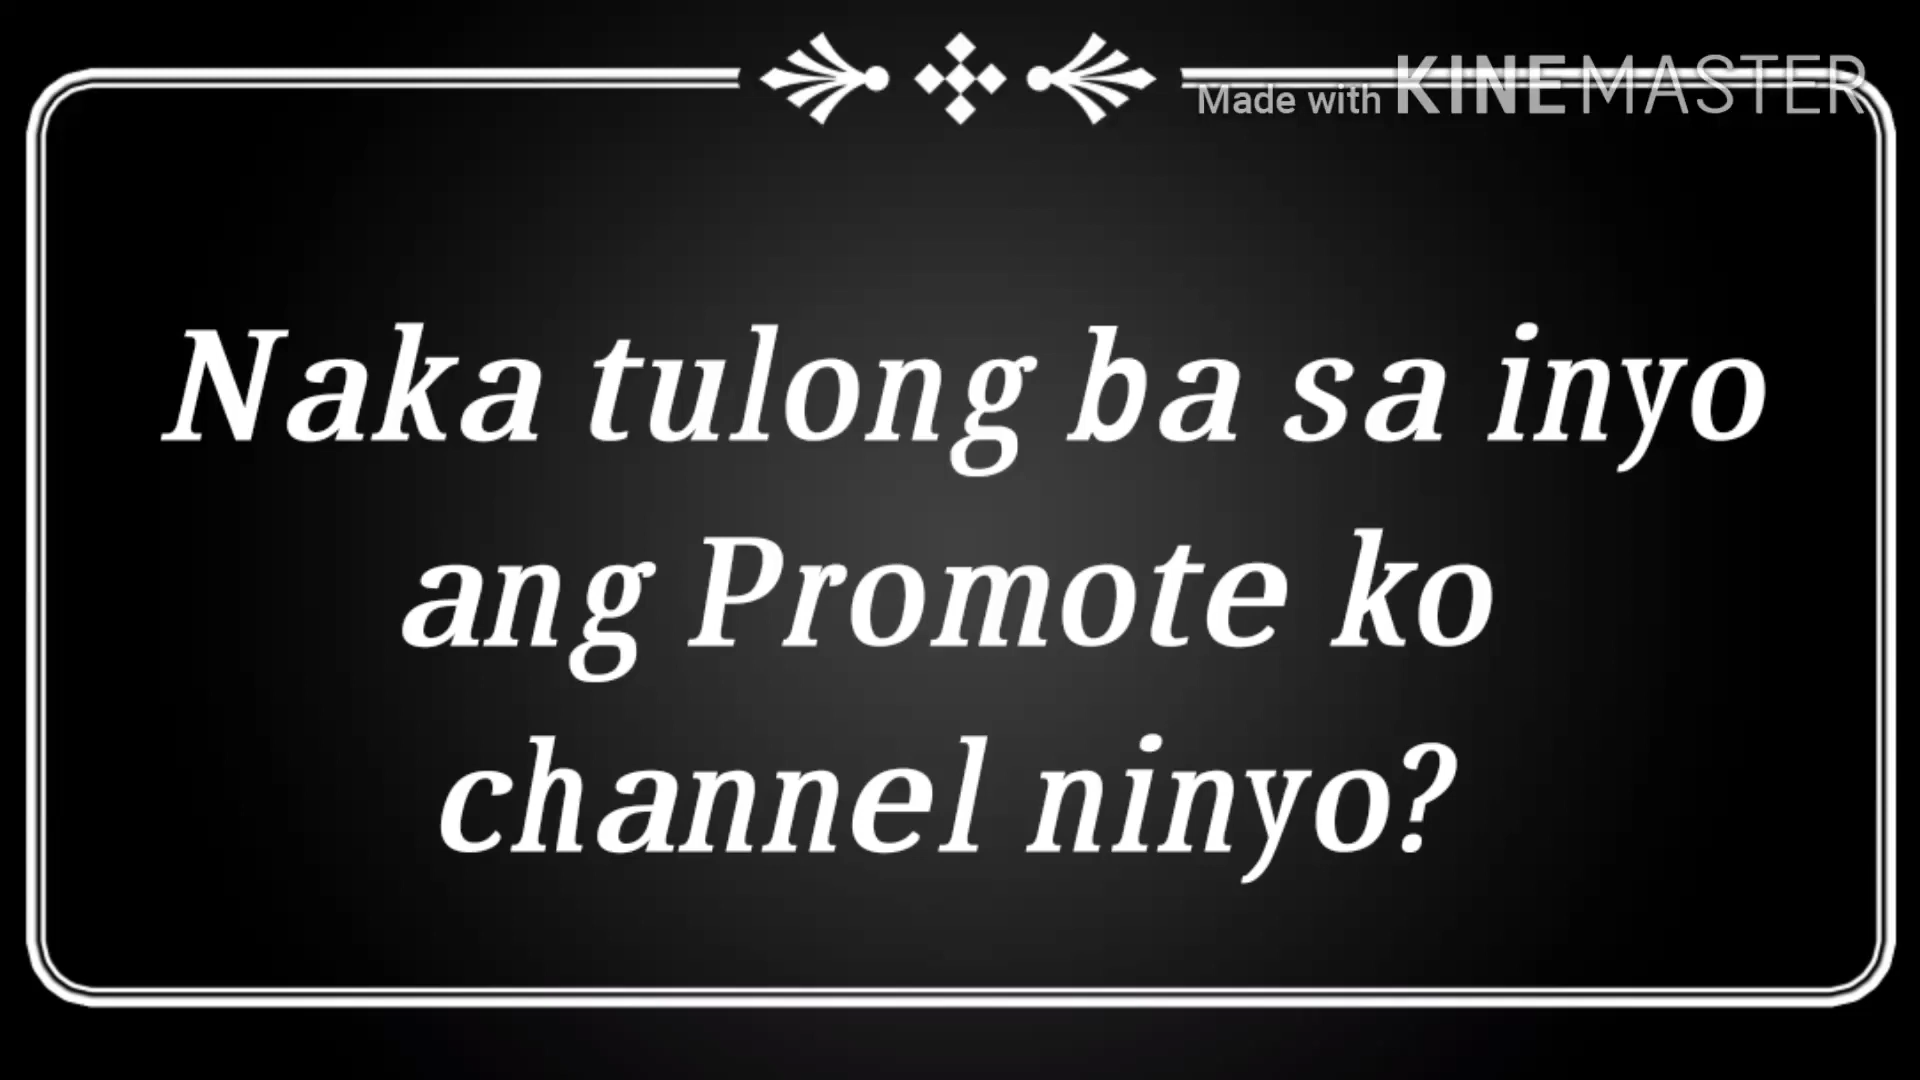 Made with KINEMASTER
Naka tulong ba sa inyo
ang Promote ko
channel ninyo?